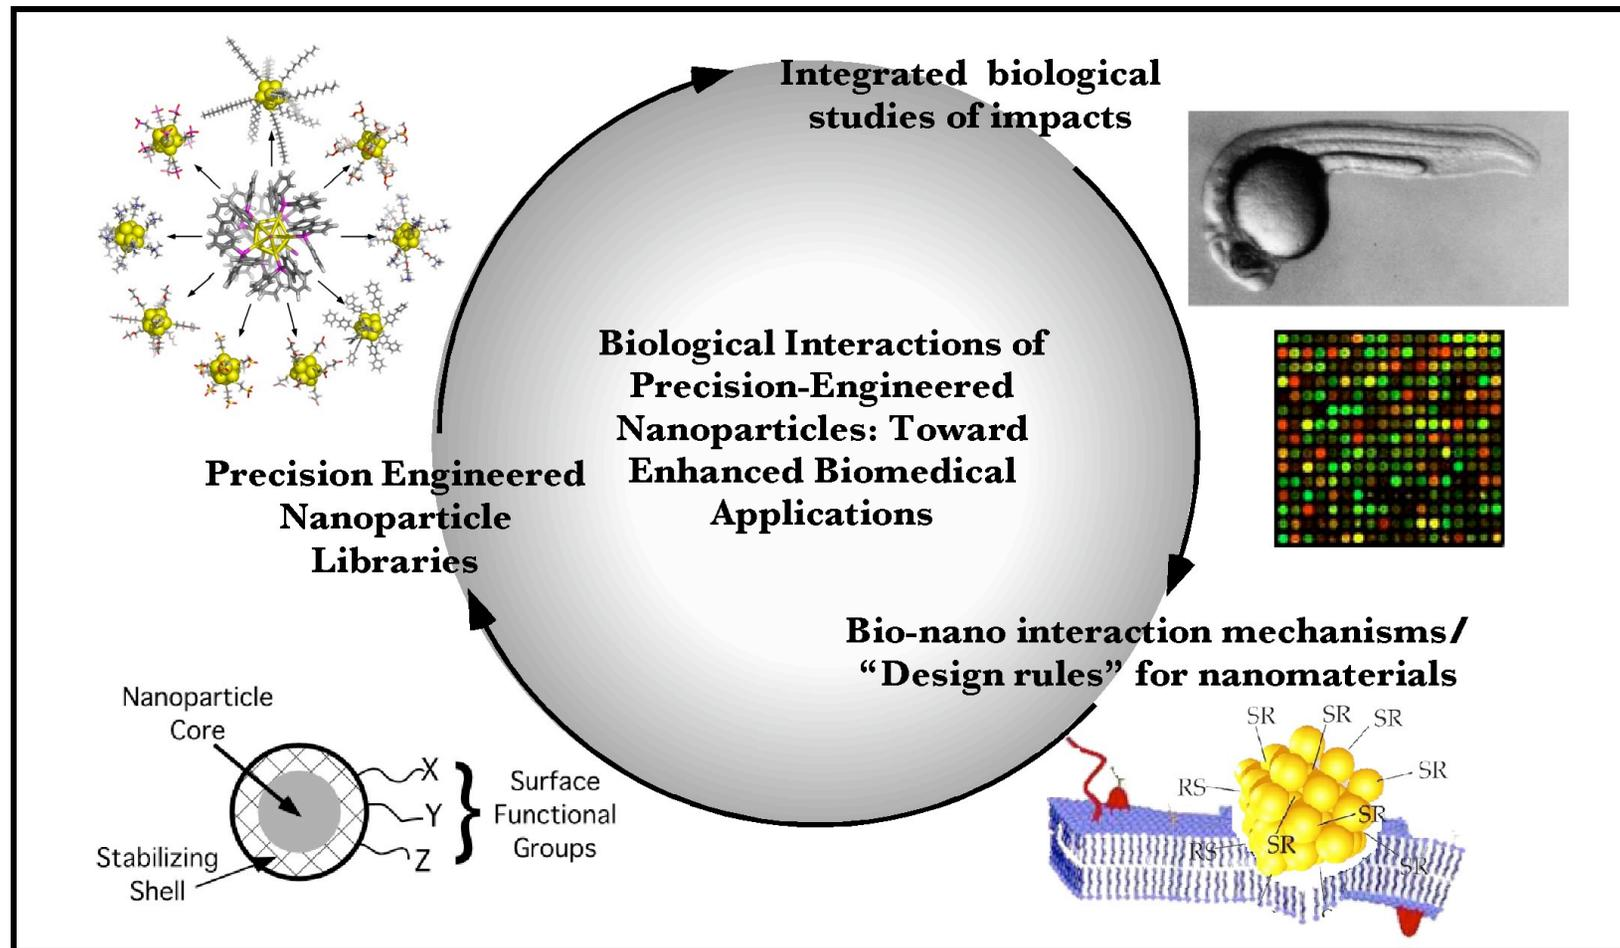 Integrated biological
studies of impacts
Biological Interactions of
Precision-Engineered
Nanoparticles: Toward
Enhanced Biomedical
Applications
Precision Engineered
Nanoparticle
Libraries
Bio-nano interaction mechanisms/
“Design rules” for nanomaterials
Nanoparticle
Core
Stabilizing
Shell
X
Y
Z
Surface
Functional
Groups
SR
SR
SR
SR
RS
SR
SR
RS
SR